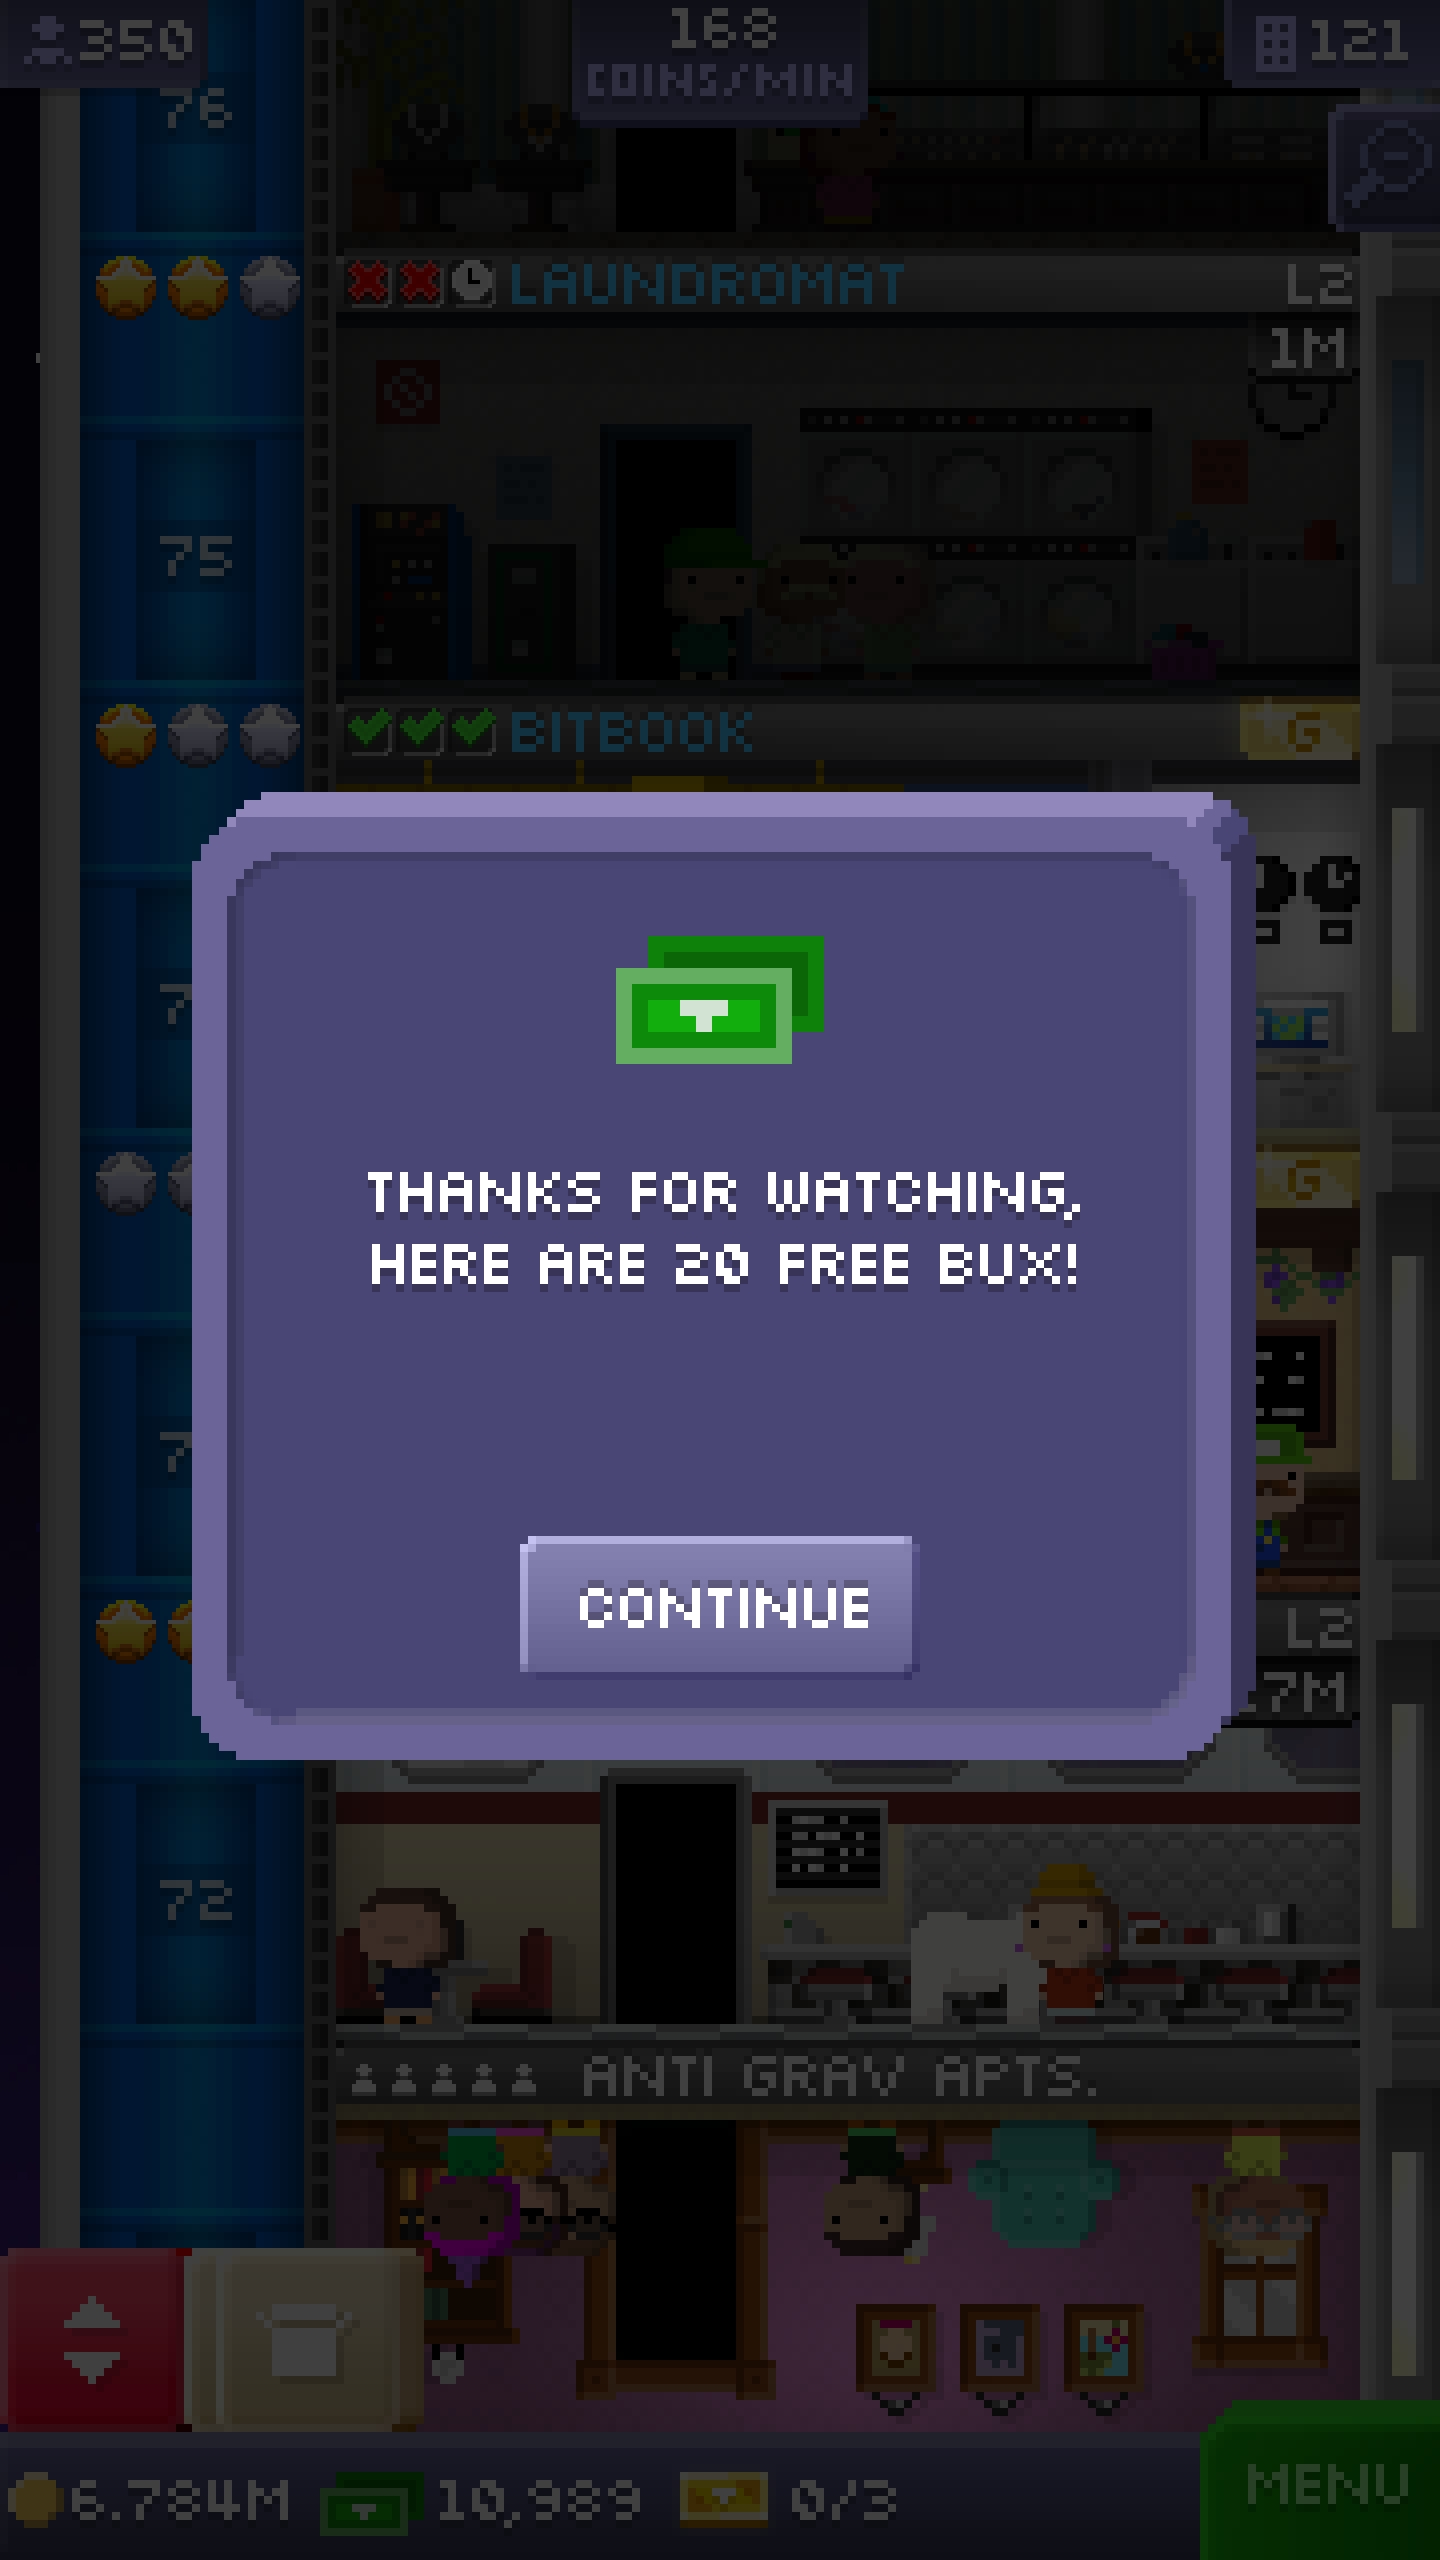 350
168
COINS/MIN
121
76
LAUNDROMAT
L2
1M
75
BITBOOK
G
THANKS FOR WATCHING,
HERE ARE 20 FREE BUX!
G
CONTINUE
L2
7M
72
ANTI GRAV APTS.
6.784M
10,989
0/3
MENU